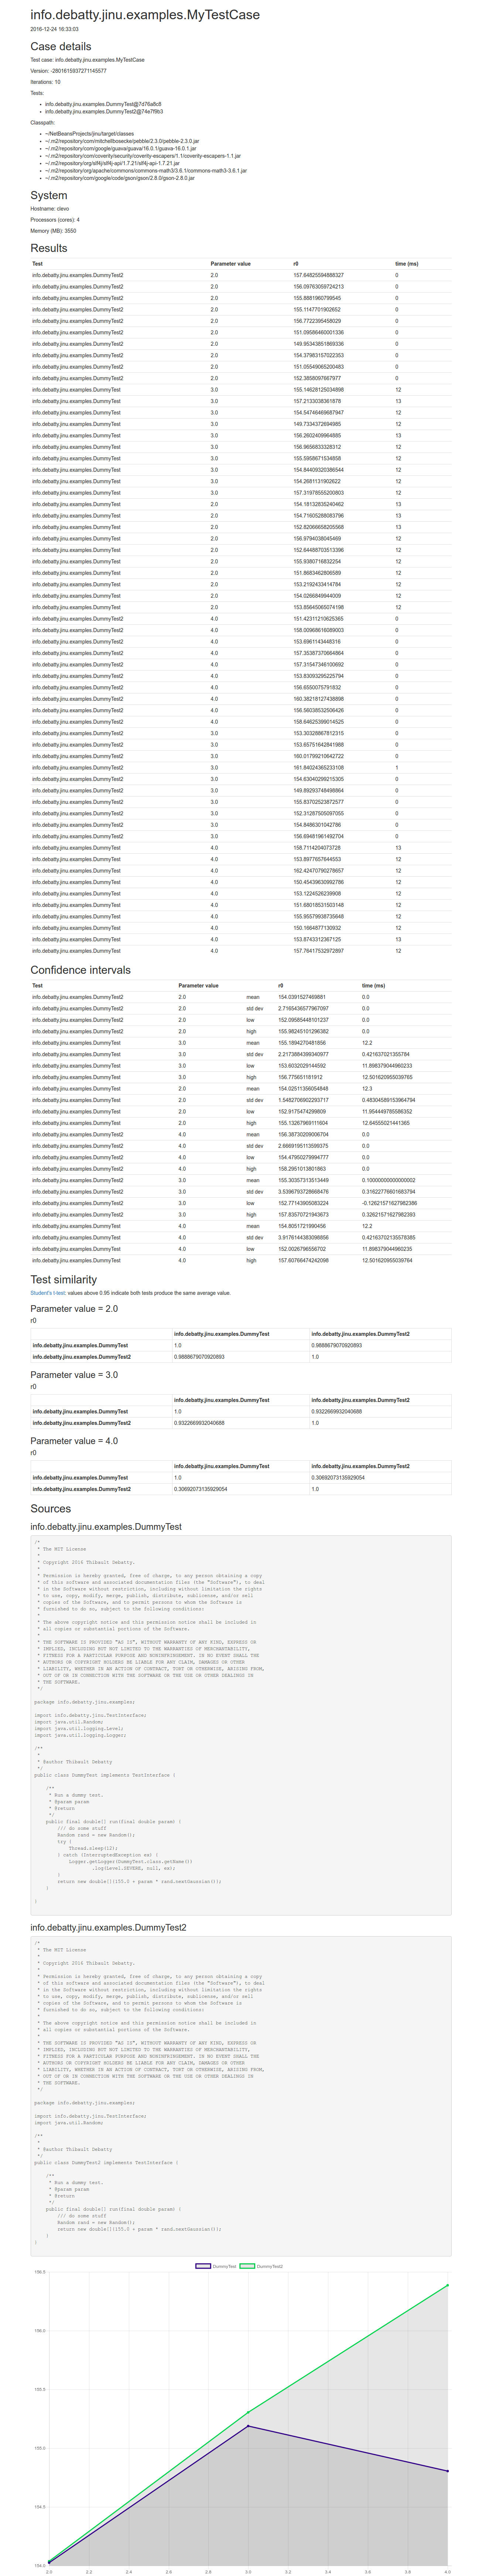 info.debatty.jinu.examples.MyTestCase
2016-12-24 16:33:03
Case details
Test case: info.debatty.jinu.examples.MyTestCase
Version: -2801615937271145577
Iterations: 10
Tests:
info.debatty.jinu.examples.DummyTest@7d76a8c8
info.debatty.jinu.examples.DummyTest2@74e7f9b3
Classpath:
~/NetBeansProjects/jinu/target/classes
~/.m2/repository/com/mitchellbosecke/pebble/2.3.0/pebble-2.3.0.jar
~/.m2/repository/com/google/guava/guava/16.0.1/guava-16.0.1.jar
~/.m2/repository/com/coverity/security/coverity-escapers/1.1/coverity-escapers-1.1.jar
~/.m2/repository/org/slf4j/slf4j-api/1.7.21/slf4j-api-1.7.21.jar
~/.m2/repository/org/apache/commons/commons-math3/3.6.1/commons-math3-3.6.1.jar
~/.m2/repository/com/google/code/gson/gson/2.8.0/gson-2.8.0.jar
System
Hostname: clevo
Processors (cores): 4
Memory (MB): 3550
Results
Test Parameter value r0 time (ms)
info.debatty.jinu.examples.DummyTest2 2.0 157.64825594888327 0
info.debatty.jinu.examples.DummyTest2 2.0 156.09763059724213 0
info.debatty.jinu.examples.DummyTest2 2.0 155.8881960799545 0
info.debatty.jinu.examples.DummyTest2 2.0 155.1147701902652 0
info.debatty.jinu.examples.DummyTest2 2.0 156.7722395458029 0
info.debatty.jinu.examples.DummyTest2 2.0 151.09586460001336 0
info.debatty.jinu.examples.DummyTest2 2.0 149.95343851869336 0
info.debatty.jinu.examples.DummyTest2 2.0 154.37983157022353 0
info.debatty.jinu.examples.DummyTest2 2.0 151.05549065200483 0
info.debatty.jinu.examples.DummyTest2 2.0 152.3858097667977 0
info.debatty.jinu.examples.DummyTest 3.0 155.14628125034898 12
info.debatty.jinu.examples.DummyTest 3.0 157.2133038361878 13
info.debatty.jinu.examples.DummyTest 3.0 154.54746469687947 12
info.debatty.jinu.examples.DummyTest 3.0 149.7334372694985 12
info.debatty.jinu.examples.DummyTest 3.0 156.2602409964885 13
info.debatty.jinu.examples.DummyTest 3.0 156.9656833328312 12
info.debatty.jinu.examples.DummyTest 3.0 155.5958671534858 12
info.debatty.jinu.examples.DummyTest 3.0 154.84409320386544 12
info.debatty.jinu.examples.DummyTest 3.0 154.2681131902622 12
info.debatty.jinu.examples.DummyTest 3.0 157.31978555200803 12
info.debatty.jinu.examples.DummyTest 2.0 154.18132835240462 13
info.debatty.jinu.examples.DummyTest 2.0 154.71605288083796 13
info.debatty.jinu.examples.DummyTest 2.0 152.82066658205568 13
info.debatty.jinu.examples.DummyTest 2.0 156.9794038045469 12
info.debatty.jinu.examples.DummyTest 2.0 152.64488703513396 12
info.debatty.jinu.examples.DummyTest 2.0 155.9380716832254 12
info.debatty.jinu.examples.DummyTest 2.0 151.8683462806589 12
info.debatty.jinu.examples.DummyTest 2.0 153.2192433414784 12
info.debatty.jinu.examples.DummyTest 2.0 154.0266849944009 12
info.debatty.jinu.examples.DummyTest 2.0 153.85645065074198 12
info.debatty.jinu.examples.DummyTest2 4.0 151.42311210625365 0
info.debatty.jinu.examples.DummyTest2 4.0 158.00968616089003 0
info.debatty.jinu.examples.DummyTest2 4.0 153.6961143448316 0
info.debatty.jinu.examples.DummyTest2 4.0 157.35387370664864 0
info.debatty.jinu.examples.DummyTest2 4.0 157.31547346100692 0
info.debatty.jinu.examples.DummyTest2 4.0 153.83093295225794 0
info.debatty.jinu.examples.DummyTest2 4.0 156.6550075791832 0
info.debatty.jinu.examples.DummyTest2 4.0 160.38218127438898 0
info.debatty.jinu.examples.DummyTest2 4.0 156.56038532506426 0
info.debatty.jinu.examples.DummyTest2 4.0 158.64625399014525 0
info.debatty.jinu.examples.DummyTest2 3.0 153.30328867812315 0
info.debatty.jinu.examples.DummyTest2 3.0 153.65751642841988 0
info.debatty.jinu.examples.DummyTest2 3.0 160.01799210642722 0
info.debatty.jinu.examples.DummyTest2 3.0 161.84024365233108 1
info.debatty.jinu.examples.DummyTest2 3.0 154.63040299215305 0
info.debatty.jinu.examples.DummyTest2 3.0 149.89293748498864 0
info.debatty.jinu.examples.DummyTest2 3.0 155.83702523872577 0
info.debatty.jinu.examples.DummyTest2 3.0 152.31287505097055 0
info.debatty.jinu.examples.DummyTest2 3.0 154.8486301042786 0
info.debatty.jinu.examples.DummyTest2 3.0 156.69481961492704 0
info.debatty.jinu.examples.DummyTest 4.0 158.7114204073728 13
info.debatty.jinu.examples.DummyTest 4.0 153.8977657644553 12
info.debatty.jinu.examples.DummyTest 4.0 162.42470790278657 12
info.debatty.jinu.examples.DummyTest 4.0 150.45439630992786 12
info.debatty.jinu.examples.DummyTest 4.0 153.1224526239908 12
info.debatty.jinu.examples.DummyTest 4.0 151.68018531503148 12
info.debatty.jinu.examples.DummyTest 4.0 155.95579938735648 12
info.debatty.jinu.examples.DummyTest 4.0 150.1664877130932 12
info.debatty.jinu.examples.DummyTest 4.0 153.8743312367125 13
info.debatty.jinu.examples.DummyTest 4.0 157.76417532972897 12
Confidence intervals
Test Parameter value r0 time (ms)
info.debatty.jinu.examples.DummyTest2 2.0 mean 154.0391527469881 0.0
info.debatty.jinu.examples.DummyTest2 2.0 std dev 2.7165436577967097 0.0
info.debatty.jinu.examples.DummyTest2 2.0 low 152.09585448101237 0.0
info.debatty.jinu.examples.DummyTest2 2.0 high 155.98245101296382 0.0
info.debatty.jinu.examples.DummyTest 3.0 mean 155.1894270481856 12.2
info.debatty.jinu.examples.DummyTest 3.0 std dev 2.2173884399340977 0.421637021355784
info.debatty.jinu.examples.DummyTest 3.0 low 153.6032029144592 11.898379044960233
info.debatty.jinu.examples.DummyTest 3.0 high 156.775651181912 12.501620955039765
info.debatty.jinu.examples.DummyTest 2.0 mean 154.02511356054848 12.3
info.debatty.jinu.examples.DummyTest 2.0 std dev 1.5482706902293717 0.48304589153964794
info.debatty.jinu.examples.DummyTest 2.0 low 152.9175474299809 11.954449785586352
info.debatty.jinu.examples.DummyTest 2.0 high 155.13267969111604 12.64555021441365
info.debatty.jinu.examples.DummyTest2 4.0 mean 156.38730209006704 0.0
info.debatty.jinu.examples.DummyTest2 4.0 std dev 2.6669195113599375 0.0
info.debatty.jinu.examples.DummyTest2 4.0 low 154.47950279994777 0.0
info.debatty.jinu.examples.DummyTest2 4.0 high 158.2951013801863 0.0
info.debatty.jinu.examples.DummyTest2 3.0 mean 155.30357313513449 0.10000000000000002
info.debatty.jinu.examples.DummyTest2 3.0 std dev 3.5396793728668476 0.31622776601683794
info.debatty.jinu.examples.DummyTest2 3.0 low 152.77143905083224 -0.12621571627982386
info.debatty.jinu.examples.DummyTest2 3.0 high 157.83570721943673 0.32621571627982393
info.debatty.jinu.examples.DummyTest 4.0 mean 154.8051721990456 12.2
info.debatty.jinu.examples.DummyTest 4.0 std dev 3.9176144383098856 0.42163702135578385
info.debatty.jinu.examples.DummyTest 4.0 low 152.0026796556702 11.898379044960235
info.debatty.jinu.examples.DummyTest 4.0 high 157.60766474242098 12.501620955039764
Test similarity
Student's t-test: values above 0.95 indicate both tests produce the same average value.
Parameter value = 2.0
r0
info.debatty.jinu.examples.DummyTest info.debatty.jinu.examples.DummyTest2
info.debatty.jinu.examples.DummyTest 1.0 0.9888679070920893
info.debatty.jinu.examples.DummyTest2 0.9888679070920893 1.0
Parameter value = 3.0
r0
info.debatty.jinu.examples.DummyTest info.debatty.jinu.examples.DummyTest2
info.debatty.jinu.examples.DummyTest 1.0 0.9322669932040688
info.debatty.jinu.examples.DummyTest2 0.9322669932040688 1.0
Parameter value = 4.0
r0
info.debatty.jinu.examples.DummyTest info.debatty.jinu.examples.DummyTest2
info.debatty.jinu.examples.DummyTest 1.0 0.30692073135929054
info.debatty.jinu.examples.DummyTest2 0.30692073135929054 1.0
Sources
info.debatty.jinu.examples.DummyTest
/*
* The MIT License
*
* Copyright 2016 Thibault Debatty.
*
* Permission is hereby granted, free of charge, to any person obtaining a copy
* of this software and associated documentation files (the "Software"), to deal
* in the Software without restriction, including without limitation the rights
* to use, copy, modify, merge, publish, distribute, sublicense, and/or sell
* copies of the Software, and to permit persons to whom the Software is
* furnished to do so, subject to the following conditions:
*
* The above copyright notice and this permission notice shall be included in
* all copies or substantial portions of the Software.
*
* THE SOFTWARE IS PROVIDED "AS IS", WITHOUT WARRANTY OF ANY KIND, EXPRESS OR
* IMPLIED, INCLUDING BUT NOT LIMITED TO THE WARRANTIES OF MERCHANTABILITY,
* FITNESS FOR A PARTICULAR PURPOSE AND NONINFRINGEMENT. IN NO EVENT SHALL THE
* AUTHORS OR COPYRIGHT HOLDERS BE LIABLE FOR ANY CLAIM, DAMAGES OR OTHER
* LIABILITY, WHETHER IN AN ACTION OF CONTRACT, TORT OR OTHERWISE, ARISING FROM,
* OUT OF OR IN CONNECTION WITH THE SOFTWARE OR THE USE OR OTHER DEALINGS IN
* THE SOFTWARE.
*/
package info.debatty.jinu.examples;
import info.debatty.jinu.TestInterface;
import java.util.Random;
import java.util.logging.Level;
import java.util.logging.Logger;
/**
*
* @author Thibault Debatty
*/
public class DummyTest implements TestInterface {
/**
* Run a dummy test.
* @param param
* @return
*/
public final double[] run(final double param) {
/// do some stuff
Random rand = new Random();
try {
Thread.sleep(12);
} catch (InterruptedException ex) {
Logger.getLogger(DummyTest.class.getName())
.log(Level.SEVERE, null, ex);
}
return new double[]{155.0 + param * rand.nextGaussian()};
}
}
info.debatty.jinu.examples.DummyTest2
/*
* The MIT License
*
* Copyright 2016 Thibault Debatty.
*
* Permission is hereby granted, free of charge, to any person obtaining a copy
* of this software and associated documentation files (the "Software"), to deal
* in the Software without restriction, including without limitation the rights
* to use, copy, modify, merge, publish, distribute, sublicense, and/or sell
* copies of the Software, and to permit persons to whom the Software is
* furnished to do so, subject to the following conditions:
*
* The above copyright notice and this permission notice shall be included in
* all copies or substantial portions of the Software.
*
* THE SOFTWARE IS PROVIDED "AS IS", WITHOUT WARRANTY OF ANY KIND, EXPRESS OR
* IMPLIED, INCLUDING BUT NOT LIMITED TO THE WARRANTIES OF MERCHANTABILITY,
* FITNESS FOR A PARTICULAR PURPOSE AND NONINFRINGEMENT. IN NO EVENT SHALL THE
* AUTHORS OR COPYRIGHT HOLDERS BE LIABLE FOR ANY CLAIM, DAMAGES OR OTHER
* LIABILITY, WHETHER IN AN ACTION OF CONTRACT, TORT OR OTHERWISE, ARISING FROM,
* OUT OF OR IN CONNECTION WITH THE SOFTWARE OR THE USE OR OTHER DEALINGS IN
* THE SOFTWARE.
*/
package info.debatty.jinu.examples;
import info.debatty.jinu.TestInterface;
import java.util.Random;
/**
*
* @author Thibault Debatty
*/
public class DummyTest2 implements TestInterface {
/**
* Run a dummy test.
* @param param
* @return
*/
public final double[] run(final double param) {
/// do some stuff
Random rand = new Random();
return new double[]{155.0 + param * rand.nextGaussian()};
}
}
DummyTest DummyTest2
156.5
156.0
155.5
155.0
154.5
154.0
2.0 2.2 2.4 2.6 2.8 3.0 3.2 3.4 3.6 3.8 4.0